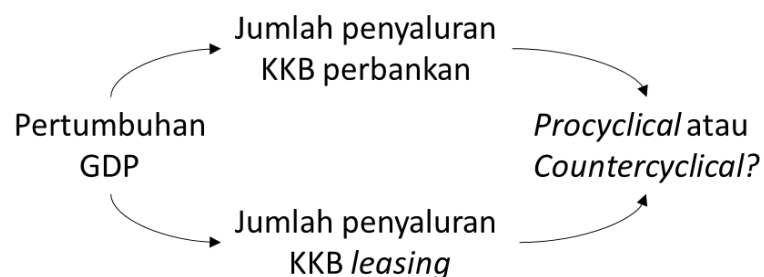 Jumlah penyaluran
KKB perbankan
Pertumbuhan
GDP
Procyclical atau
Countercyclical?
Jumlah penyaluran
KKB leasing